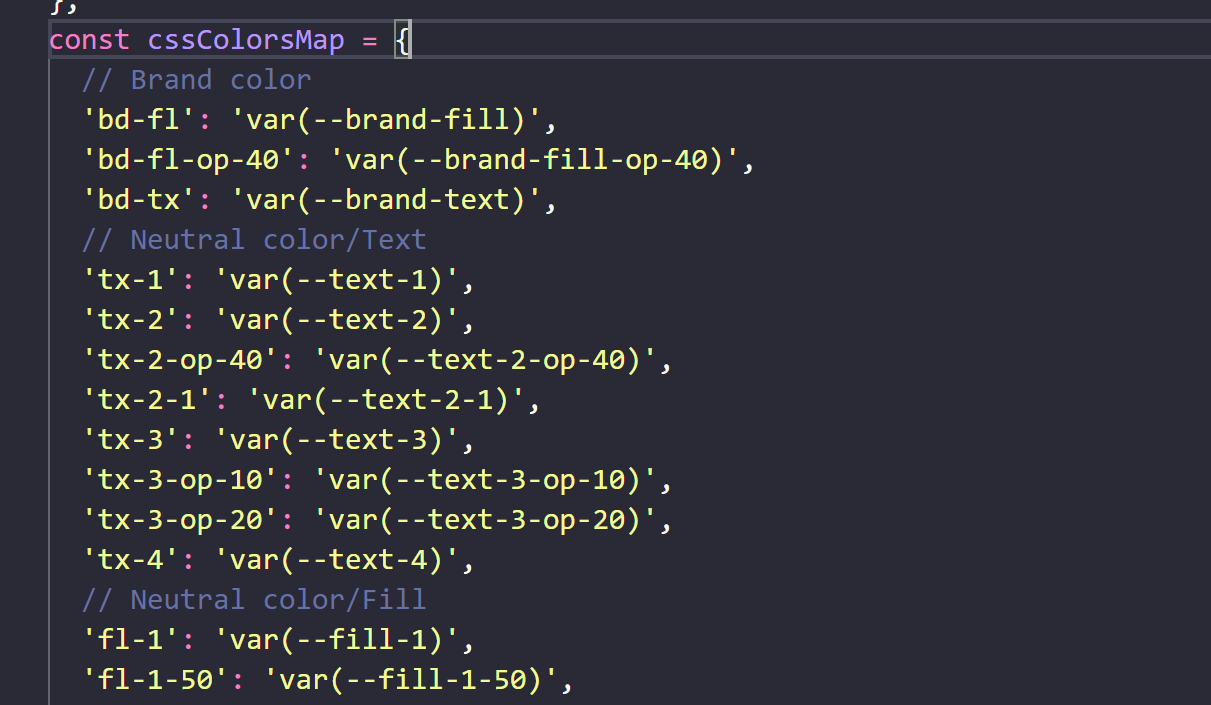 },
const cssColorsMap = {
  // Brand color
  'bd-fl': 'var(--brand-fill)',
  'bd-fl-op-40': 'var(--brand-fill-op-40)',
  'bd-tx': 'var(--brand-text)',
  // Neutral color/Text
  'tx-1': 'var(--text-1)',
  'tx-2': 'var(--text-2)',
  'tx-2-op-40': 'var(--text-2-op-40)',
  'tx-2-1': 'var(--text-2-1)',
  'tx-3': 'var(--text-3)',
  'tx-3-op-10': 'var(--text-3-op-10)',
  'tx-3-op-20': 'var(--text-3-op-20)',
  'tx-4': 'var(--text-4)',
  // Neutral color/Fill
  'fl-1': 'var(--fill-1)',
  'fl-1-50': 'var(--fill-1-50)',